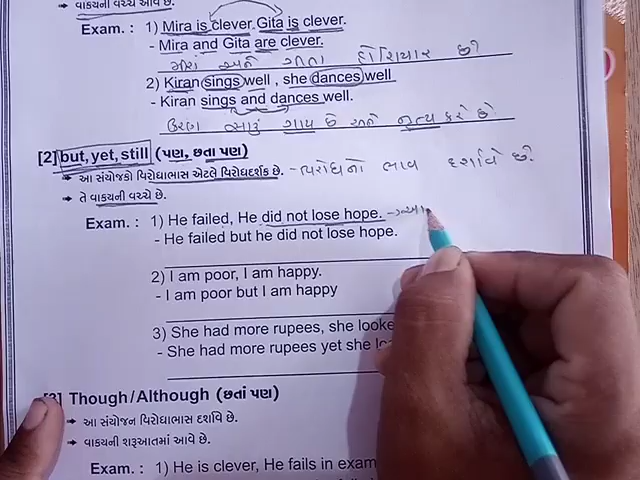 → વાક્યની વચ્ચે આવે છે.
Exam. : 1) Mira is clever. Gita is clever.
- Mira and Gita are clever.
મીરા અને ગીતા હોશિયાર છે
2) Kiran sings well , she dances well
- Kiran sings and dances well.
કિરણ સારું ગાય છે અને નૃત્ય કરે છે
[2] but, yet, still (પણ, છતા પણ)
→ આ સંયોજકો વિરોધાભાસ એટલે વિરોધદર્શક છે. - વિરોધનો ભાવ દર્શાવે છે.
→ તે વાકયની વચ્ચે છે.
Exam. : 1) He failed, He did not lose hope. -
- He failed but he did not lose hope.
2) I am poor, I am happy.
- I am poor but I am happy
3) She had more rupees, she looke
- She had more rupees yet she lo
[3] Though/Although (છતાં પણ)
→ આ સંયોજન વિરોધાભાસ દર્શાવે છે.
→ વાકયની શરૂઆતમાં આવે છે.
Exam. : 1) He is clever, He fails in exam